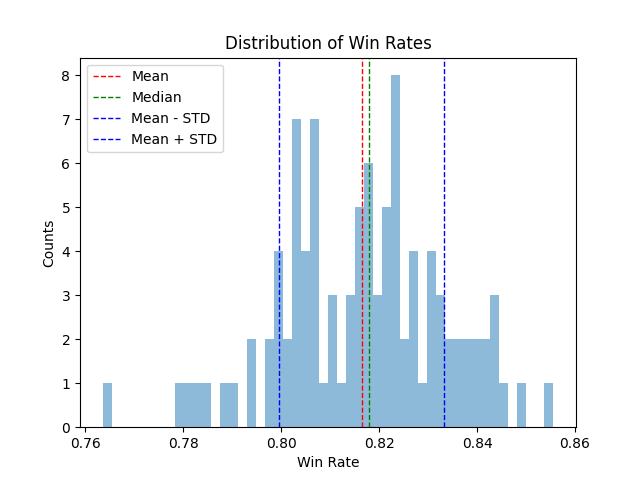 Distribution of Win Rates
Mean
Median
Mean - STD
Mean + STD
8
7
6
5
4
3
2
1
0
Counts
0.76 0.78 0.80 0.82 0.84 0.86
Win Rate